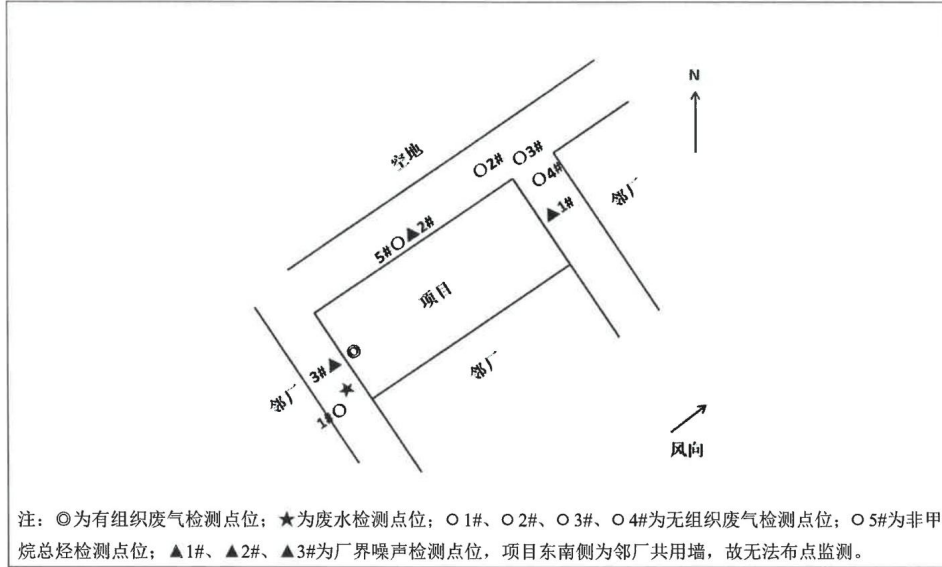 N
空地
○2#
○3#
○4#
邻厂
▲1#
5#○▲2#
项目
3#▲
◎
邻厂
★
邻厂
1#○
风向
注：◎为有组织废气检测点位；★为废水检测点位；○1#、○2#、○3#、○4#为无组织废气检测点位；○5#为非甲
烷总烃检测点位；▲1#、▲2#、▲3#为厂界噪声检测点位，项目东南侧为邻厂共用墙，故无法布点监测。